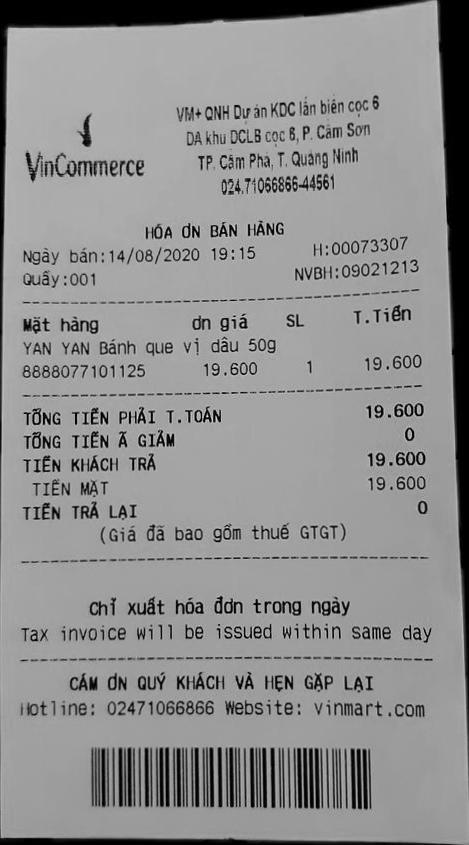 VinCommerce
VM+ QNH Dự án KDC lấn biên cọc 6
DA khu DCLB cọc 6, P. Cẩm Sơn
TP. Cẩm Phả, T. Quảng Ninh
024.71066866-44561
HÓA ƠN BÁN HÀNG
Ngày bán:14/08/2020 19:15 H:00073307
Quầy:001 NVBH:09021213
Mặt hàng ơn giá SL T.Tiền
YAN YAN Bánh que vị dâu 50g
8888077101125 19.600 1 19.600
TỔNG TIỀN PHẢI T.TOÁN 19.600
TỔNG TIỀN Ã GIẢM 0
TIỀN KHÁCH TRẢ 19.600
TIỀN MẶT 19.600
TIỀN TRẢ LẠI 0
(Giá đã bao gồm thuế GTGT)
Chỉ xuất hóa đơn trong ngày
Tax invoice will be issued within same day
CẢM ƠN QUÝ KHÁCH VÀ HẸN GẶP LẠI
Hotline: 02471066866 Website: vinmart.com